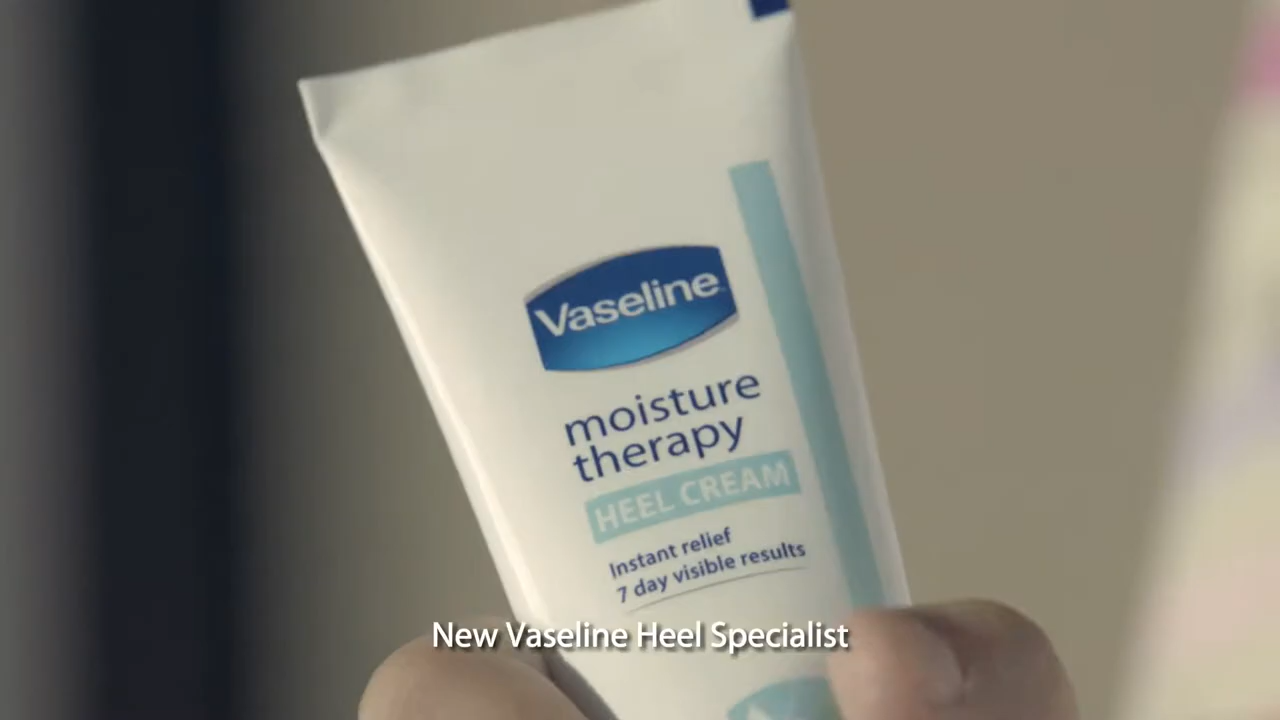 Vaseline
moisture
therapy
HEEL CREAM
Instant relief
7 day visible results
New Vaseline Heel Specialist